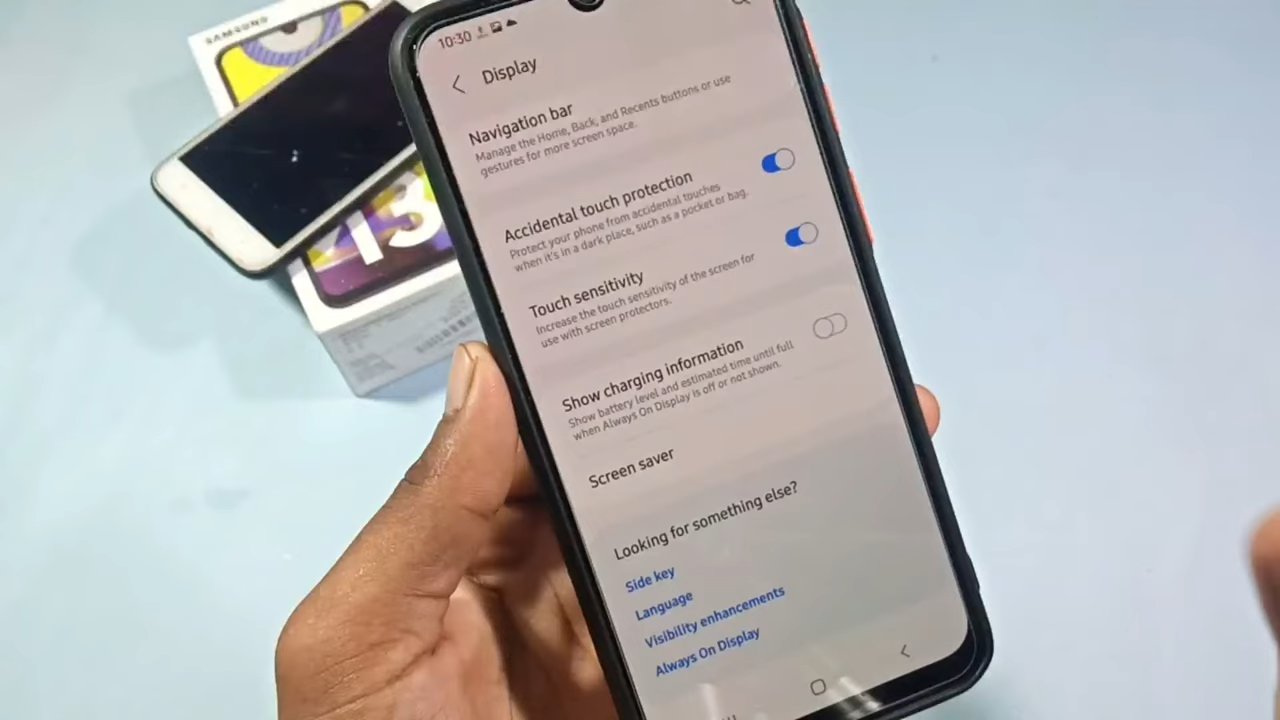 SAMSUNG
10:30
Display
Navigation bar
Manage the Home, Back, and Recents buttons or use
gestures for more screen space.
Accidental touch protection
Protect your phone from accidental touches
when it's in a dark place, such as a pocket or bag.
Touch sensitivity
Increase the touch sensitivity of the screen for
use with screen protectors.
Show charging information
Show battery level and estimated time until full
when Always On Display is off or not shown.
Screen saver
Looking for something else?
Side key
Language
Visibility enhancements
Always On Display